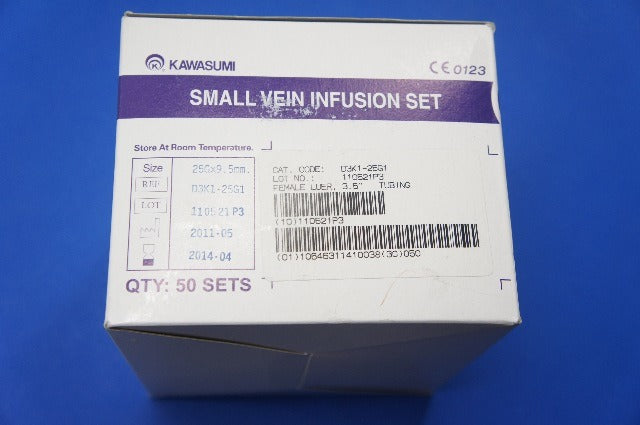 K KAWASUMI
CE 0123
SMALL VEIN INFUSION SET
Store At Room Temperature.
Size 25G×9.5mm.
REF D3K1-25G1
LOT 110521P3
2011-05
2014-04
QTY: 50 SETS
CAT. CODE: D3K1-25G1
LOT NO.: 110521P3
FEMALE LUER, 3.5" TUBING
(10)110521P3
(01)10646311410038(30)050